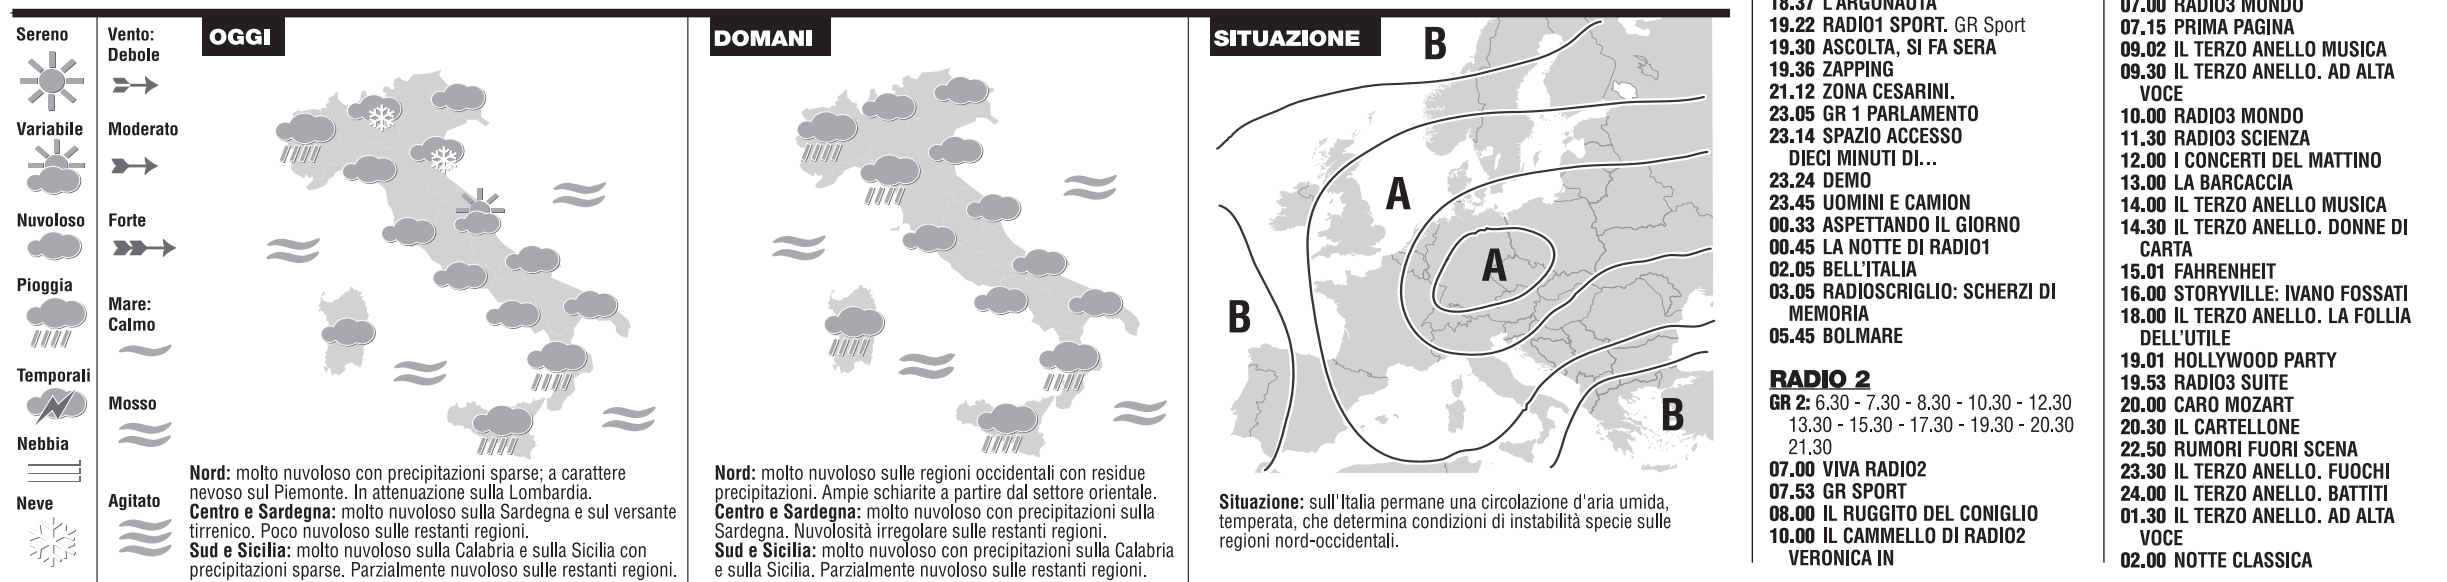 Sereno
Variabile
Nuvoloso
Pioggia
Temporali
Nebbia
Neve
Vento:
Debole
Moderato
Forte
Mare:
Calmo
Mosso
Agitato
OGGI
Nord: molto nuvoloso con precipitazioni sparse; a carattere
nevoso sul Piemonte. In attenuazione sulla Lombardia.
Centro e Sardegna: molto nuvoloso sulla Sardegna e sul versante
tirrenico. Poco nuvoloso sulle restanti regioni.
Sud e Sicilia: molto nuvoloso sulla Calabria e sulla Sicilia con
precipitazioni sparse. Parzialmente nuvoloso sulle restanti regioni.
DOMANI
Nord: molto nuvoloso sulle regioni occidentali con residue
precipitazioni. Ampie schiarite a partire dal settore orientale.
Centro e Sardegna: molto nuvoloso con precipitazioni sulla
Sardegna. Nuvolosità irregolare sulle restanti regioni.
Sud e Sicilia: molto nuvoloso con precipitazioni sulla Calabria
e sulla Sicilia. Parzialmente nuvoloso sulle restanti regioni.
SITUAZIONE
B
A
A
B
B
Situazione: sull'Italia permane una circolazione d'aria umida,
temperata, che determina condizioni di instabilità specie sulle
regioni nord-occidentali.
18.37 L'ARGONAUTA
19.22 RADIO1 SPORT. GR Sport
19.30 ASCOLTA, SI FA SERA
19.36 ZAPPING
21.12 ZONA CESARINI.
23.05 GR 1 PARLAMENTO
23.14 SPAZIO ACCESSO
DIECI MINUTI DI...
23.24 DEMO
23.45 UOMINI E CAMION
00.33 ASPETTANDO IL GIORNO
00.45 LA NOTTE DI RADIO1
02.05 BELL'ITALIA
03.05 RADIOSCRIGLIO: SCHERZI DI
MEMORIA
05.45 BOLMARE
RADIO 2
GR 2: 6.30 - 7.30 - 8.30 - 10.30 - 12.30
13.30 - 15.30 - 17.30 - 19.30 - 20.30
21.30
07.00 VIVA RADIO2
07.53 GR SPORT
08.00 IL RUGGITO DEL CONIGLIO
10.00 IL CAMMELLO DI RADIO2
VERONICA IN
07.00 RADIO3 MONDO
07.15 PRIMA PAGINA
09.02 IL TERZO ANELLO MUSICA
09.30 IL TERZO ANELLO. AD ALTA
VOCE
10.00 RADIO3 MONDO
11.30 RADIO3 SCIENZA
12.00 I CONCERTI DEL MATTINO
13.00 LA BARCACCIA
14.00 IL TERZO ANELLO MUSICA
14.30 IL TERZO ANELLO. DONNE DI
CARTA
15.01 FAHRENHEIT
16.00 STORYVILLE: IVANO FOSSATI
18.00 IL TERZO ANELLO. LA FOLLIA
DELL'UTILE
19.01 HOLLYWOOD PARTY
19.53 RADIO3 SUITE
20.00 CARO MOZART
20.30 IL CARTELLONE
22.50 RUMORI FUORI SCENA
23.30 IL TERZO ANELLO. FUOCHI
24.00 IL TERZO ANELLO. BATTITI
01.30 IL TERZO ANELLO. AD ALTA
VOCE
02.00 NOTTE CLASSICA